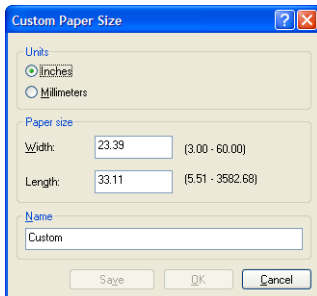 Custom Paper Size
Units
Inches
Millimeters
Paper size
Width: 23.39 (3.00 - 60.00)
Length: 33.11 (5.51 - 3582.68)
Name
Custom
Save OK Cancel